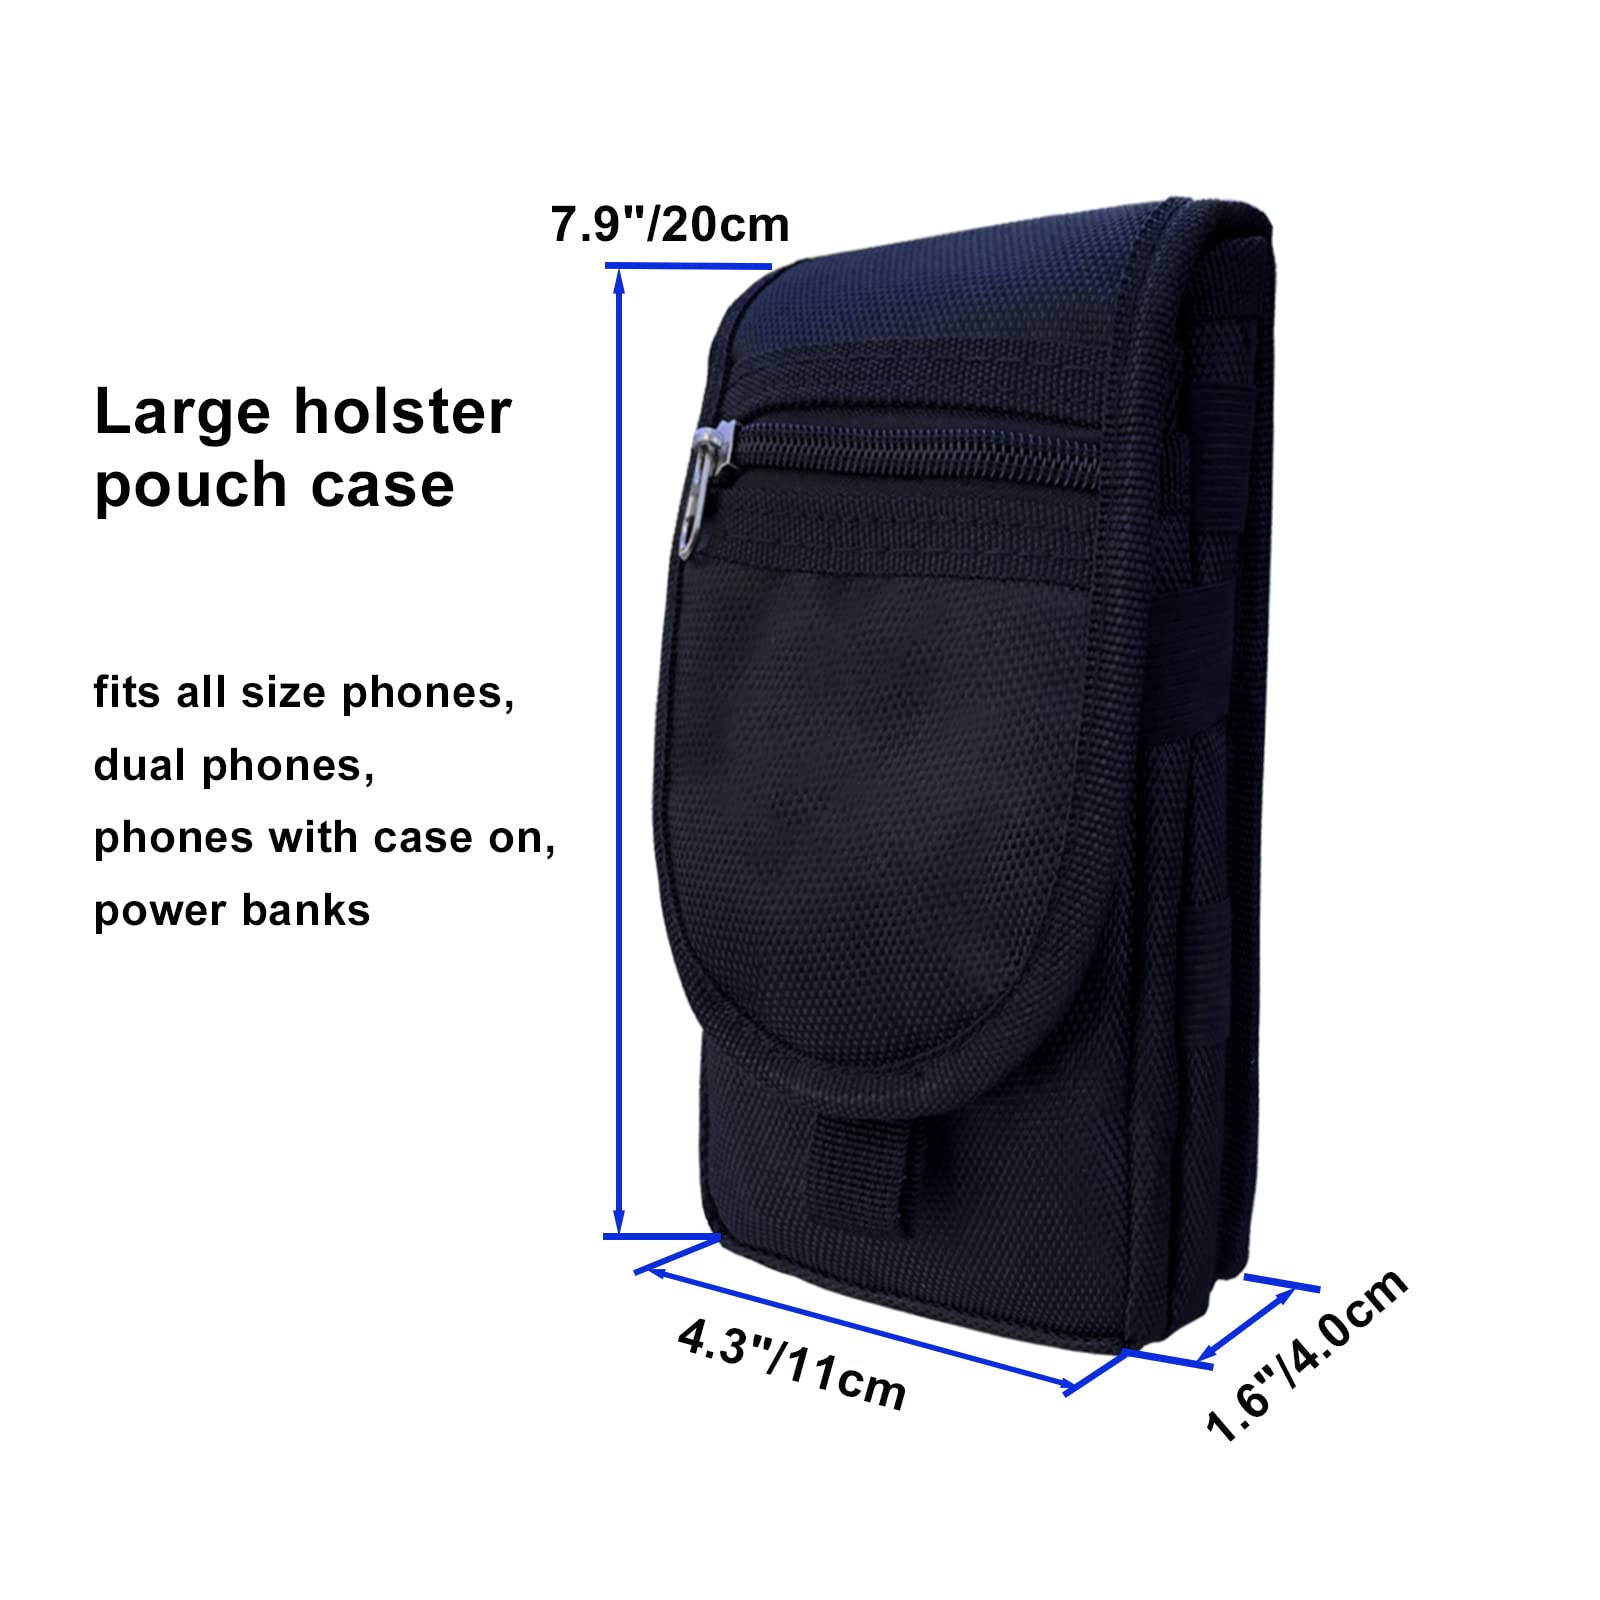 7.9"/20cm
Large holster
pouch case
fits all size phones,
dual phones,
phones with case on,
power banks
4.3"/11cm
1.6"/4.0cm